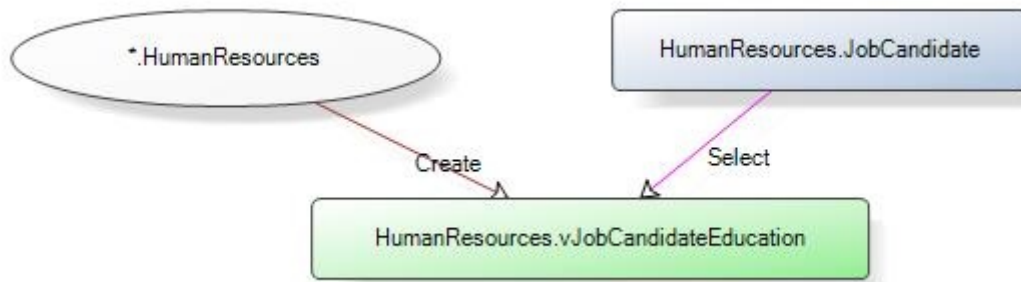 *.HumanResources
HumanResources.JobCandidate
Create
Select
HumanResources.vJobCandidateEducation